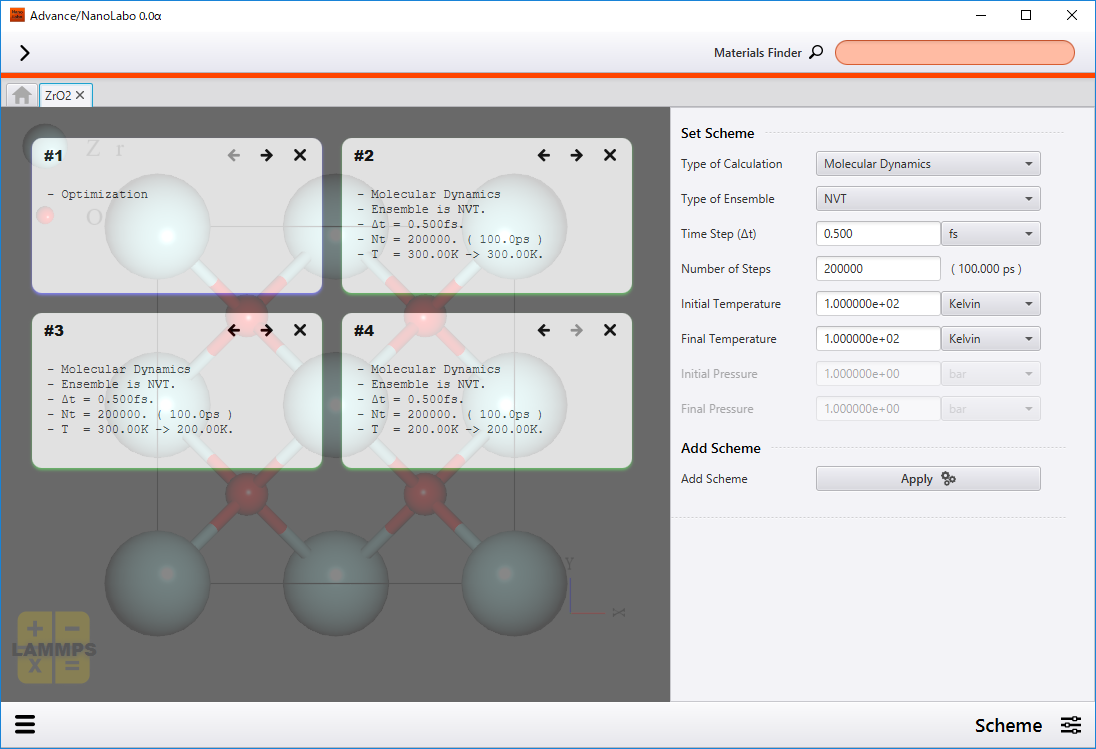 Advance/NanoLabo 0.0α
Materials Finder
ZrO2
Z r
O
#1
- Optimization
#2
- Molecular Dynamics
- Ensemble is NVT.
- Δt = 0.500fs.
- Nt = 200000. ( 100.0ps )
- T = 300.00K -> 300.00K.
#3
- Molecular Dynamics
- Ensemble is NVT.
- Δt = 0.500fs.
- Nt = 200000. ( 100.0ps )
- T = 300.00K -> 200.00K.
#4
- Molecular Dynamics
- Ensemble is NVT.
- Δt = 0.500fs.
- Nt = 200000. ( 100.0ps )
- T = 200.00K -> 200.00K.
Y
LAMMPS
Set Scheme
Type of Calculation Molecular Dynamics
Type of Ensemble NVT
Time Step (Δt) 0.500 fs
Number of Steps 200000 ( 100.000 ps )
Initial Temperature 1.000000e+02 Kelvin
Final Temperature 1.000000e+02 Kelvin
Initial Pressure 1.000000e+00 bar
Final Pressure 1.000000e+00 bar
Add Scheme
Add Scheme Apply
Scheme